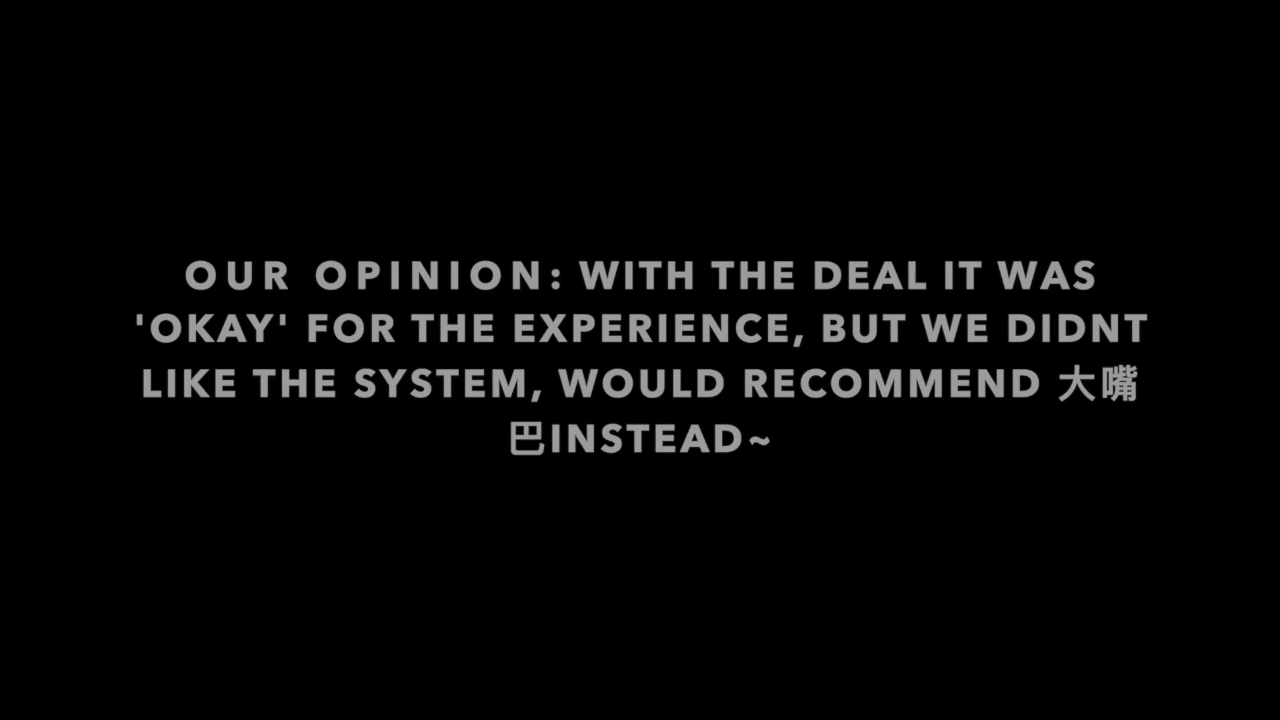 OUR OPINION: WITH THE DEAL IT WAS
'OKAY' FOR THE EXPERIENCE, BUT WE DIDNT
LIKE THE SYSTEM, WOULD RECOMMEND 大嘴
巴INSTEAD~